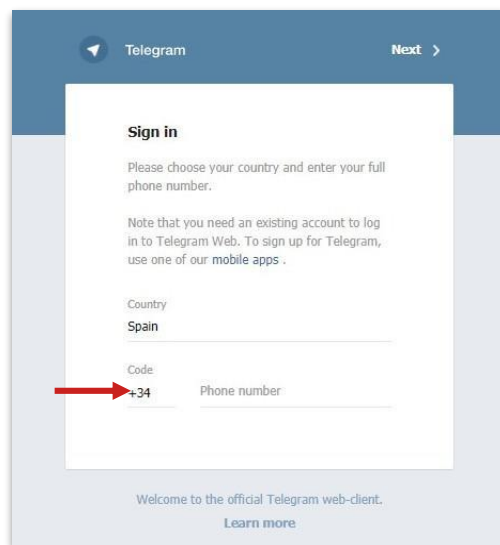 Telegram
Next
Sign in
Please choose your country and enter your full
phone number.
Note that you need an existing account to log
in to Telegram Web. To sign up for Telegram,
use one of our mobile apps .
Country
Spain
Code
+34
Phone number
Welcome to the official Telegram web-client.
Learn more